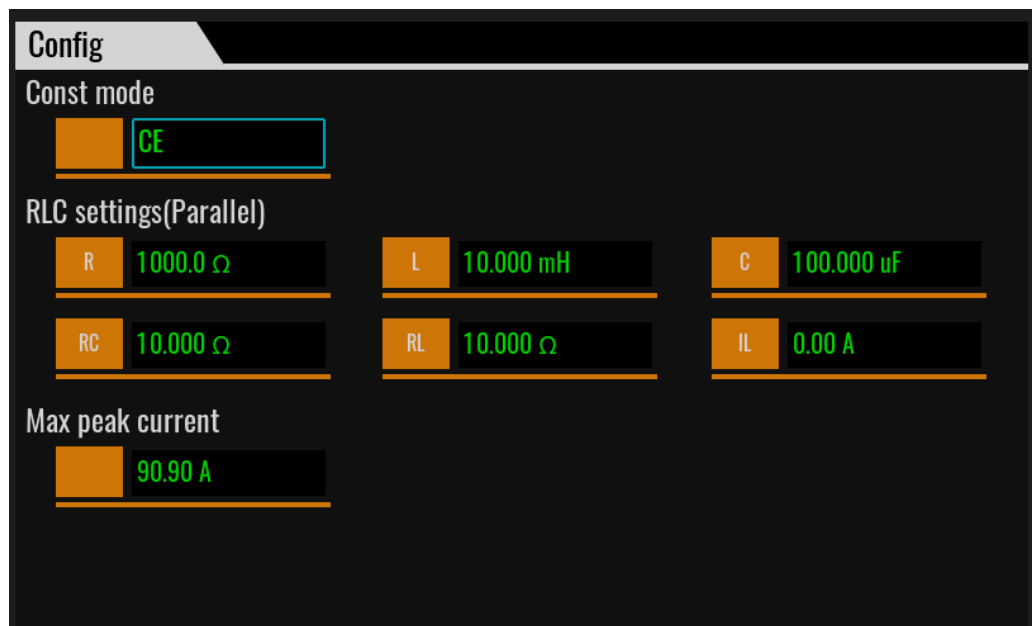 Config
Const mode
CE
RLC settings(Parallel)
R 1000.0 Ω L 10.000 mH C 100.000 uF
RC 10.000 Ω RL 10.000 Ω IL 0.00 A
Max peak current
90.90 A